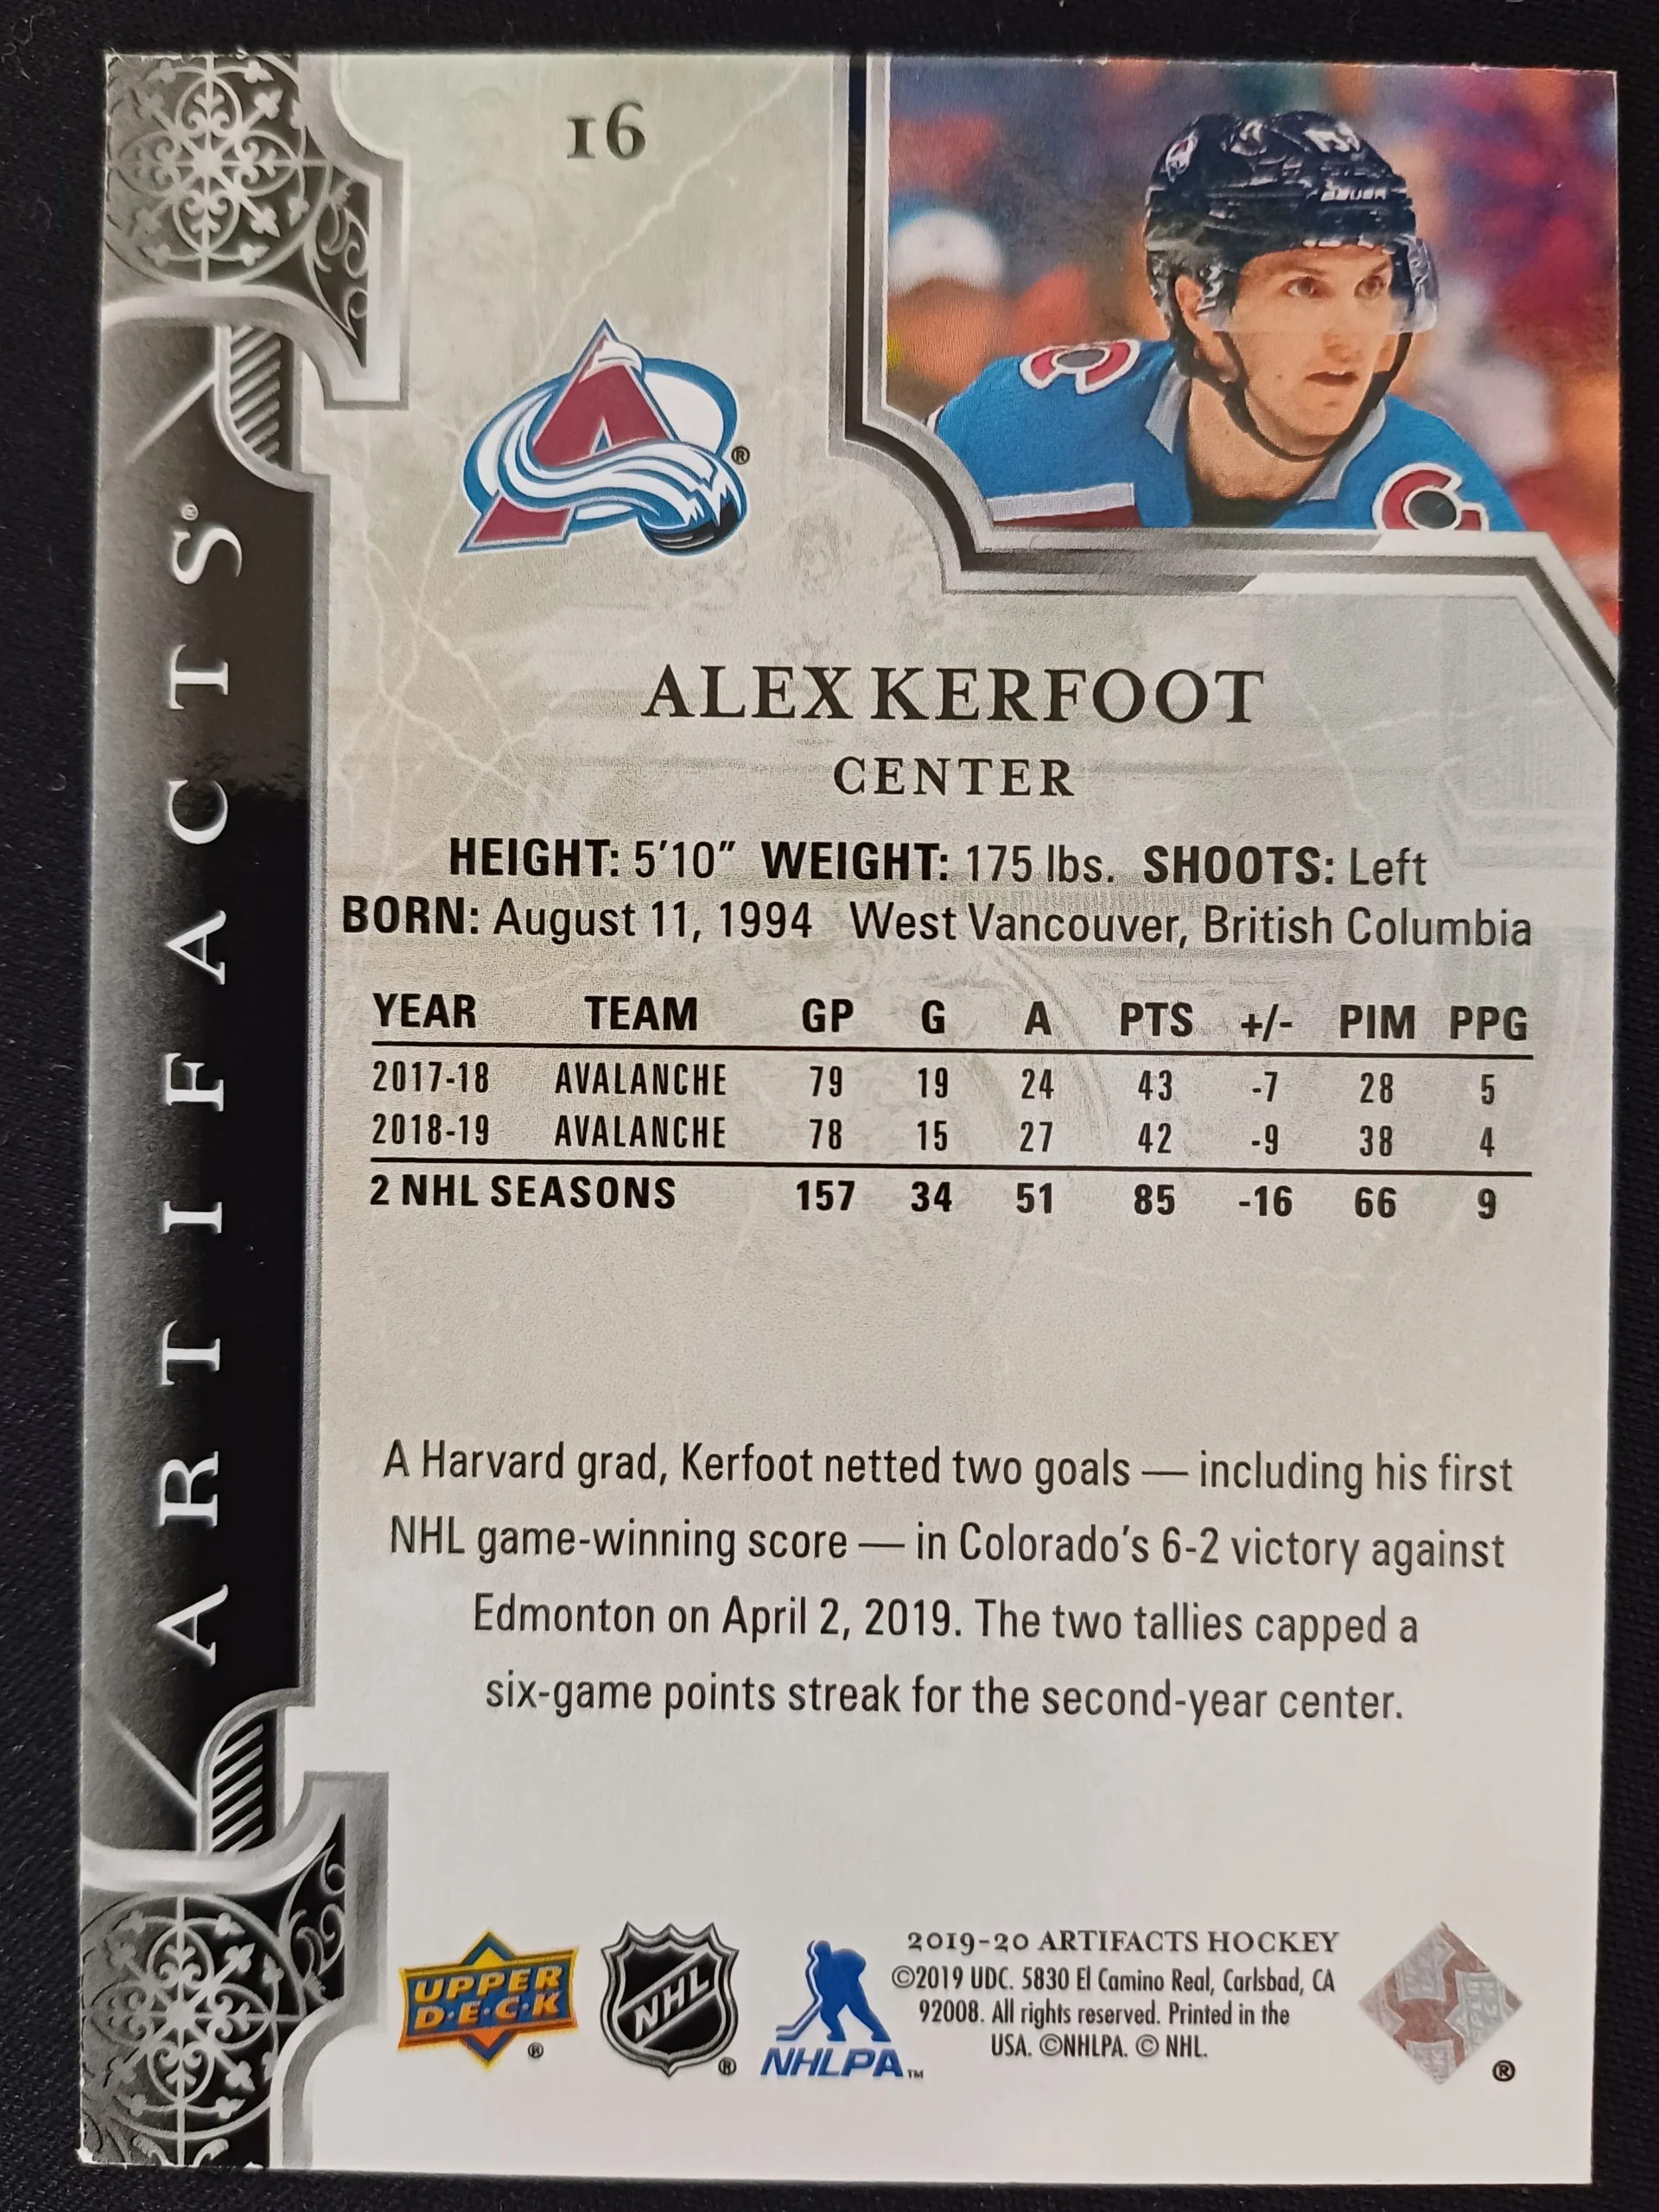 16
BAUER
®
ALEX KERFOOT
CENTER
HEIGHT: 5'10" WEIGHT: 175 lbs. SHOOTS: Left
BORN: August 11, 1994 West Vancouver, British Columbia
YEAR TEAM GP G A PTS +/- PIM PPG
2017-18 AVALANCHE 79 19 24 43 -7 28 5
2018-19 AVALANCHE 78 15 27 42 -9 38 4
2 NHL SEASONS 157 34 51 85 -16 66 9
A Harvard grad, Kerfoot netted two goals — including his first
NHL game-winning score — in Colorado's 6-2 victory against
Edmonton on April 2, 2019. The two tallies capped a
six-game points streak for the second-year center.
ARTIFACTS®
UPPER
D·E·C·K
®
NHL
®
NHLPA™
2019-20 ARTIFACTS HOCKEY
©2019 UDC. 5830 El Camino Real, Carlsbad, CA
92008. All rights reserved. Printed in the
USA. ©NHLPA. © NHL.
®